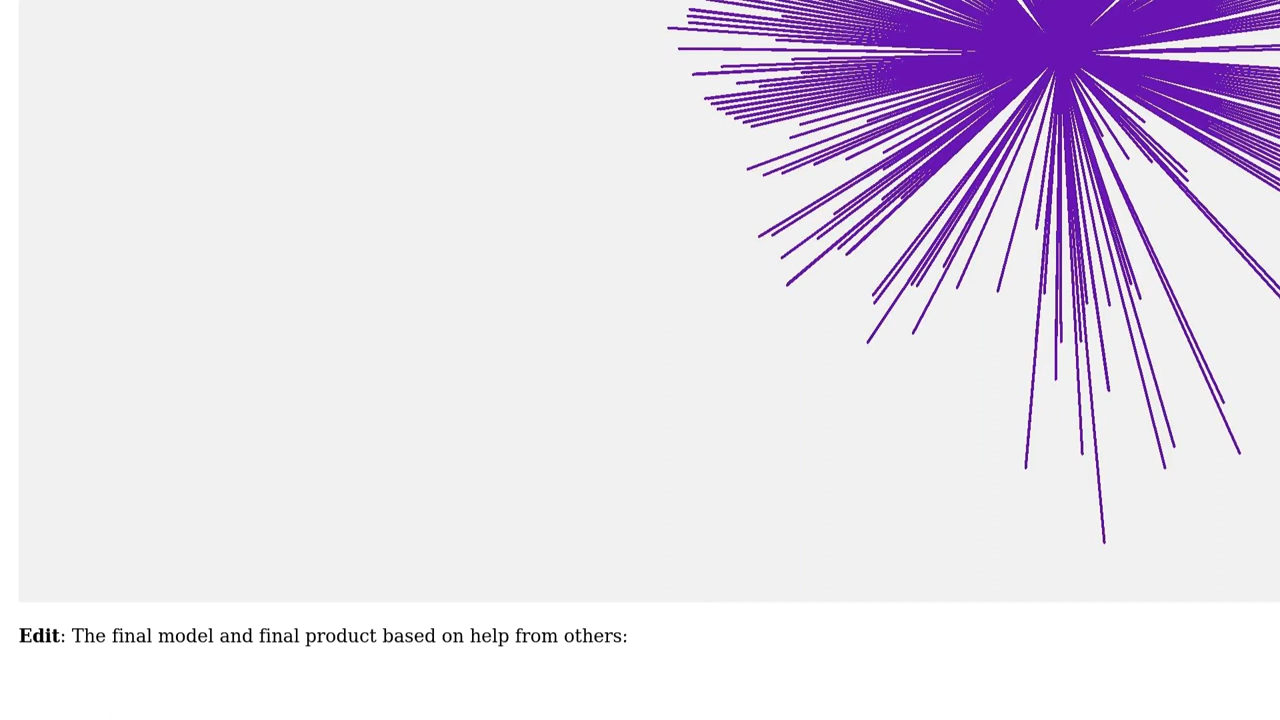 Edit: The final model and final product based on help from others: